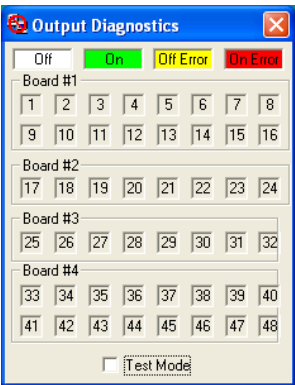 Output Diagnostics
Off On Off Error On Error
Board #1
1 2 3 4 5 6 7 8
9 10 11 12 13 14 15 16
Board #2
17 18 19 20 21 22 23 24
Board #3
25 26 27 28 29 30 31 32
Board #4
33 34 35 36 37 38 39 40
41 42 43 44 45 46 47 48
Test Mode